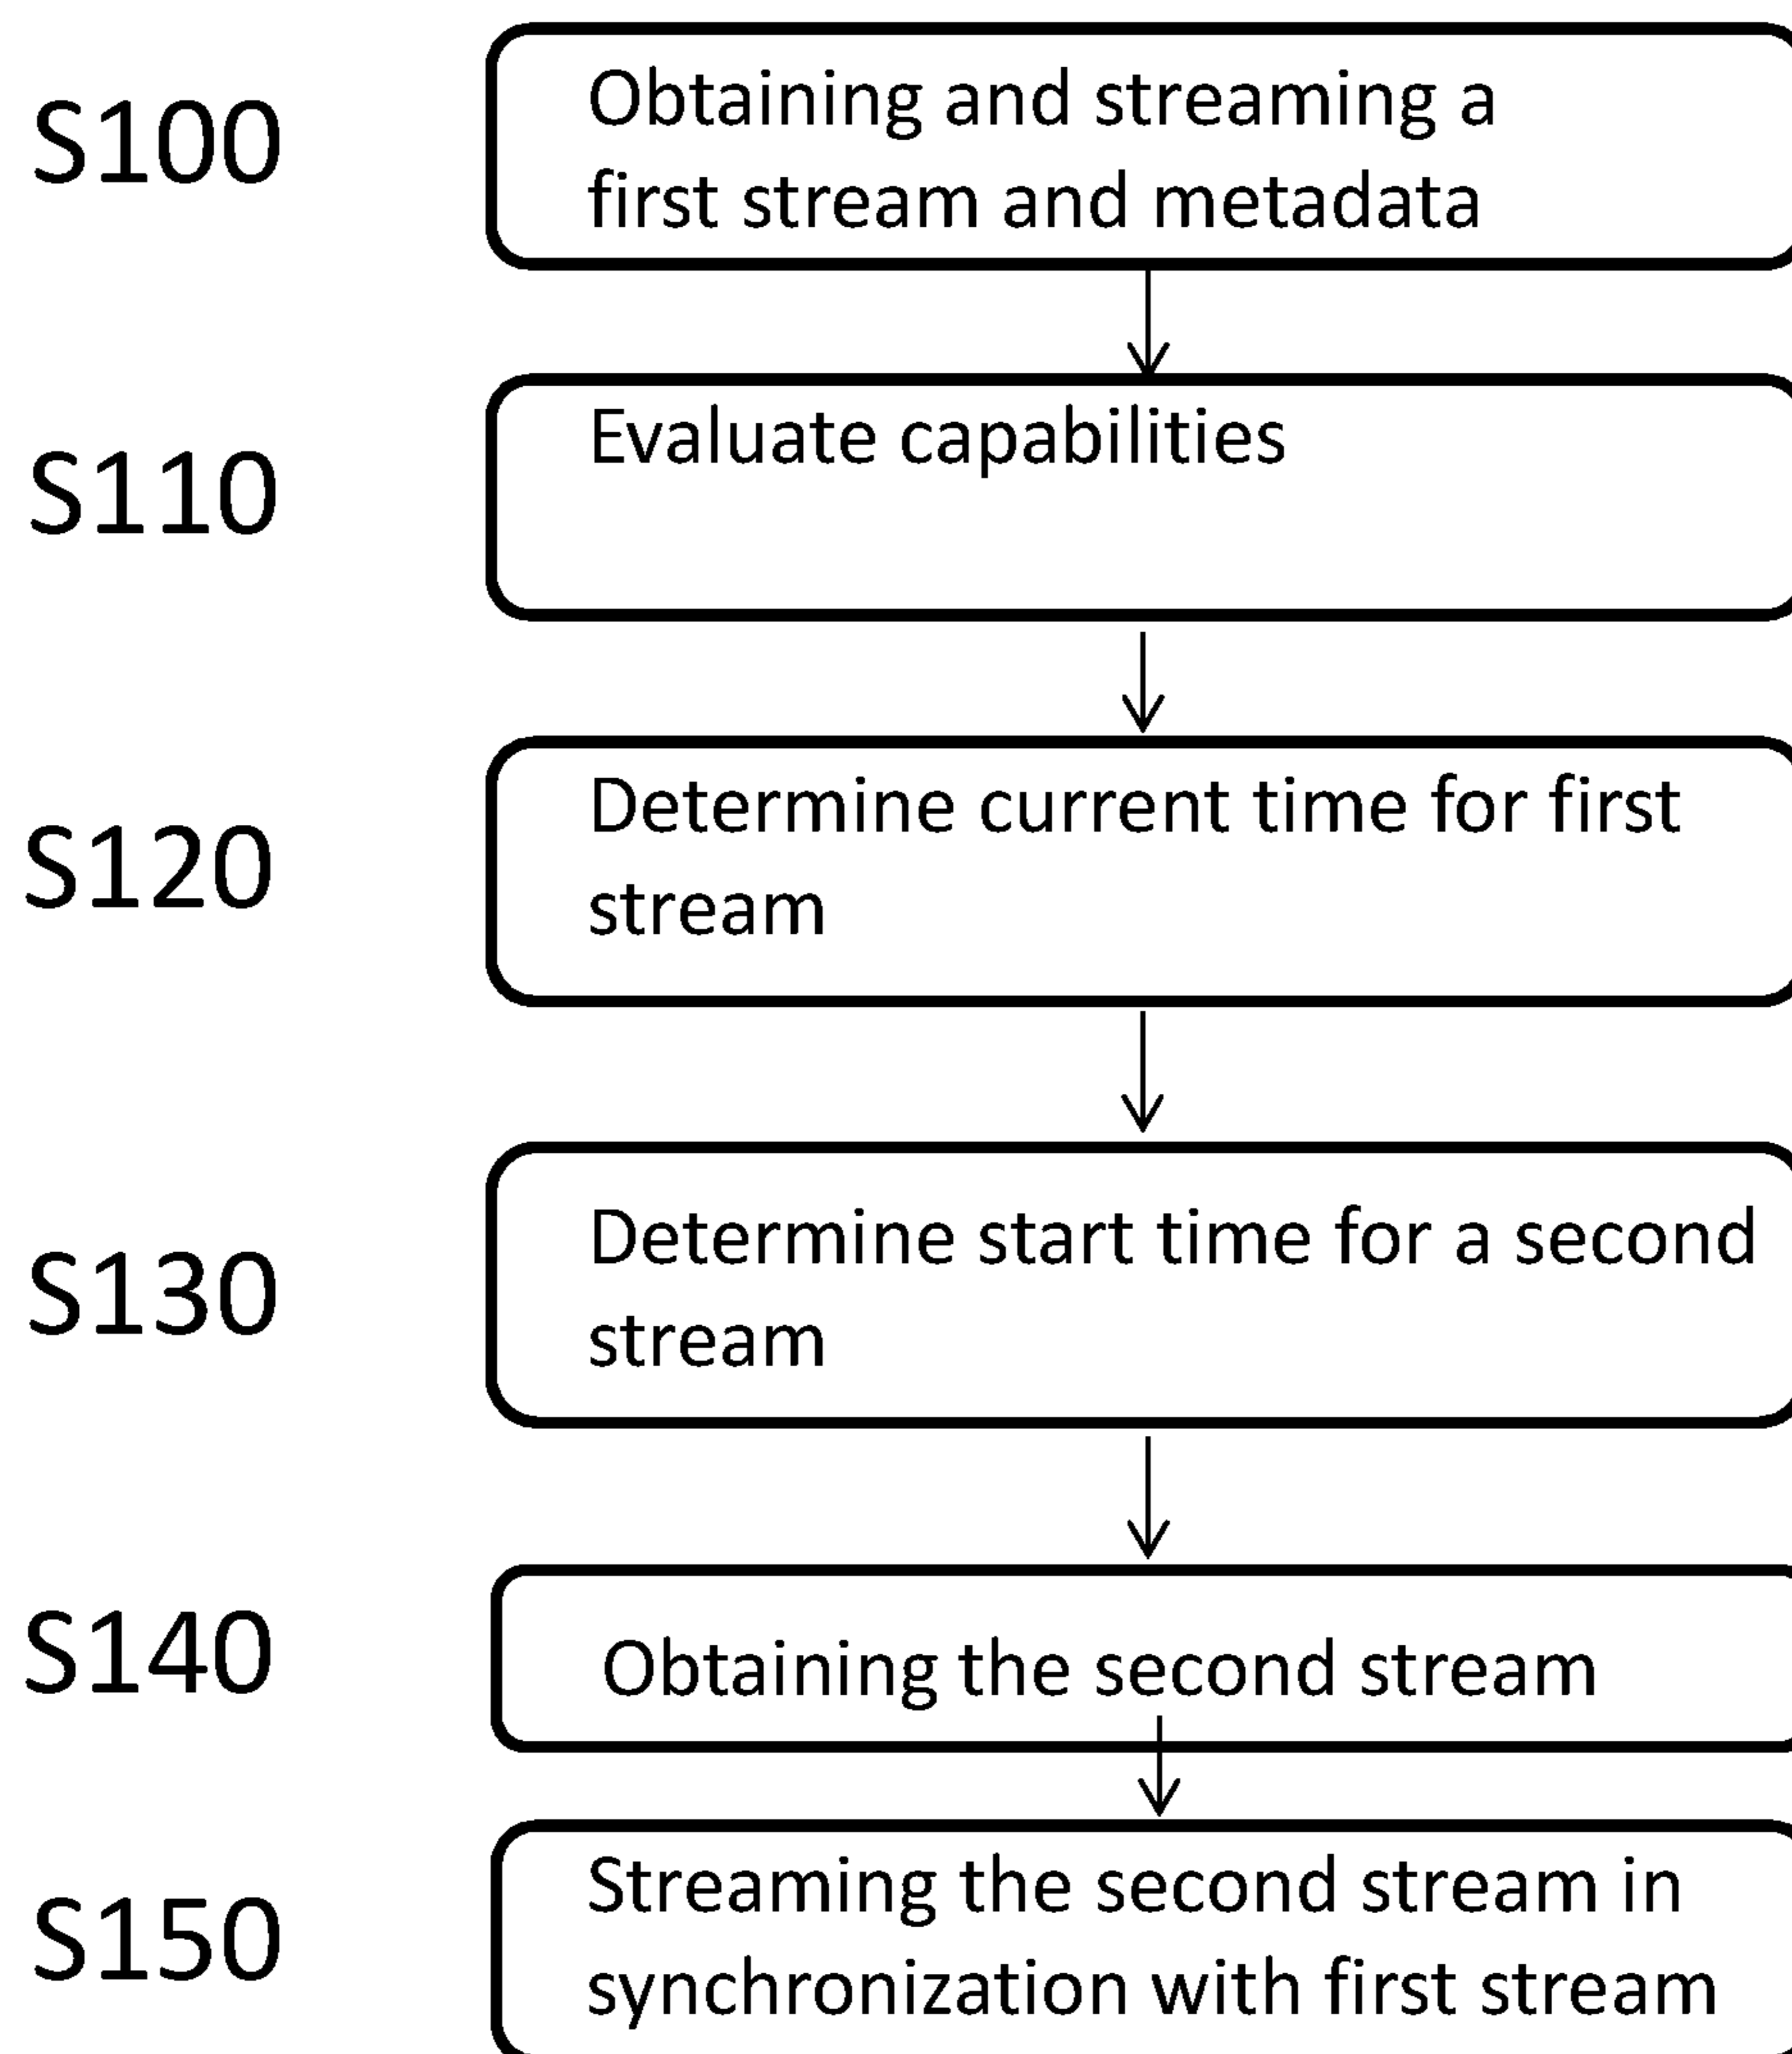 S100
Obtaining and streaming a
first stream and metadata
S110
Evaluate capabilities
S120
Determine current time for first
stream
S130
Determine start time for a second
stream
S140
Obtaining the second stream
S150
Streaming the second stream in
synchronization with first stream